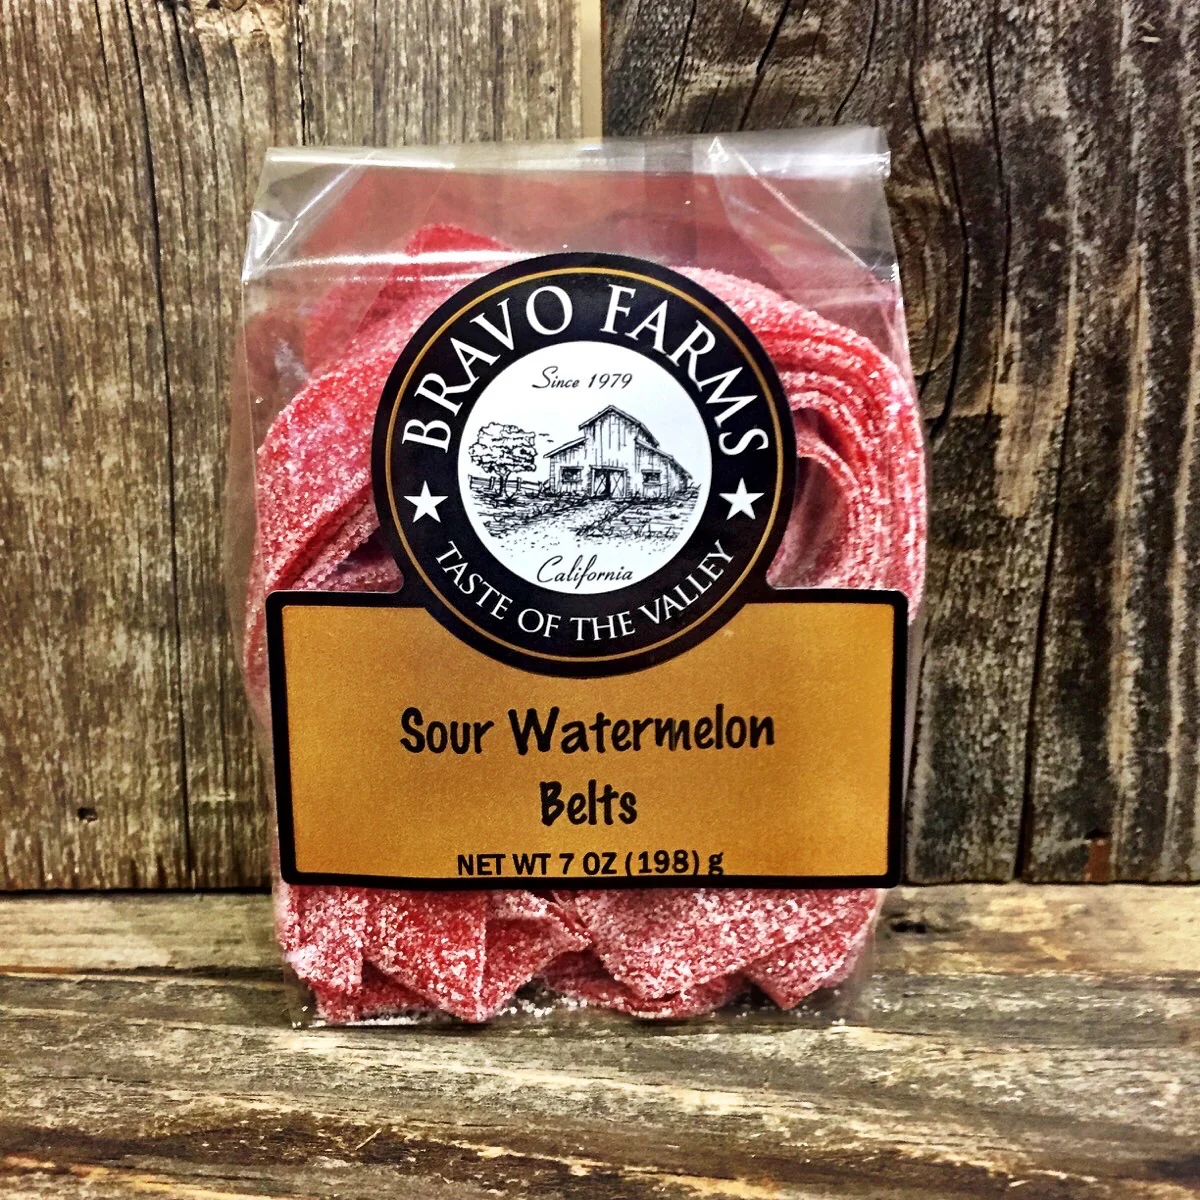 BRAVO FARMS
Since 1979
California
TASTE OF THE VALLEY
Sour Watermelon
Belts
NET WT 7 OZ (198) g